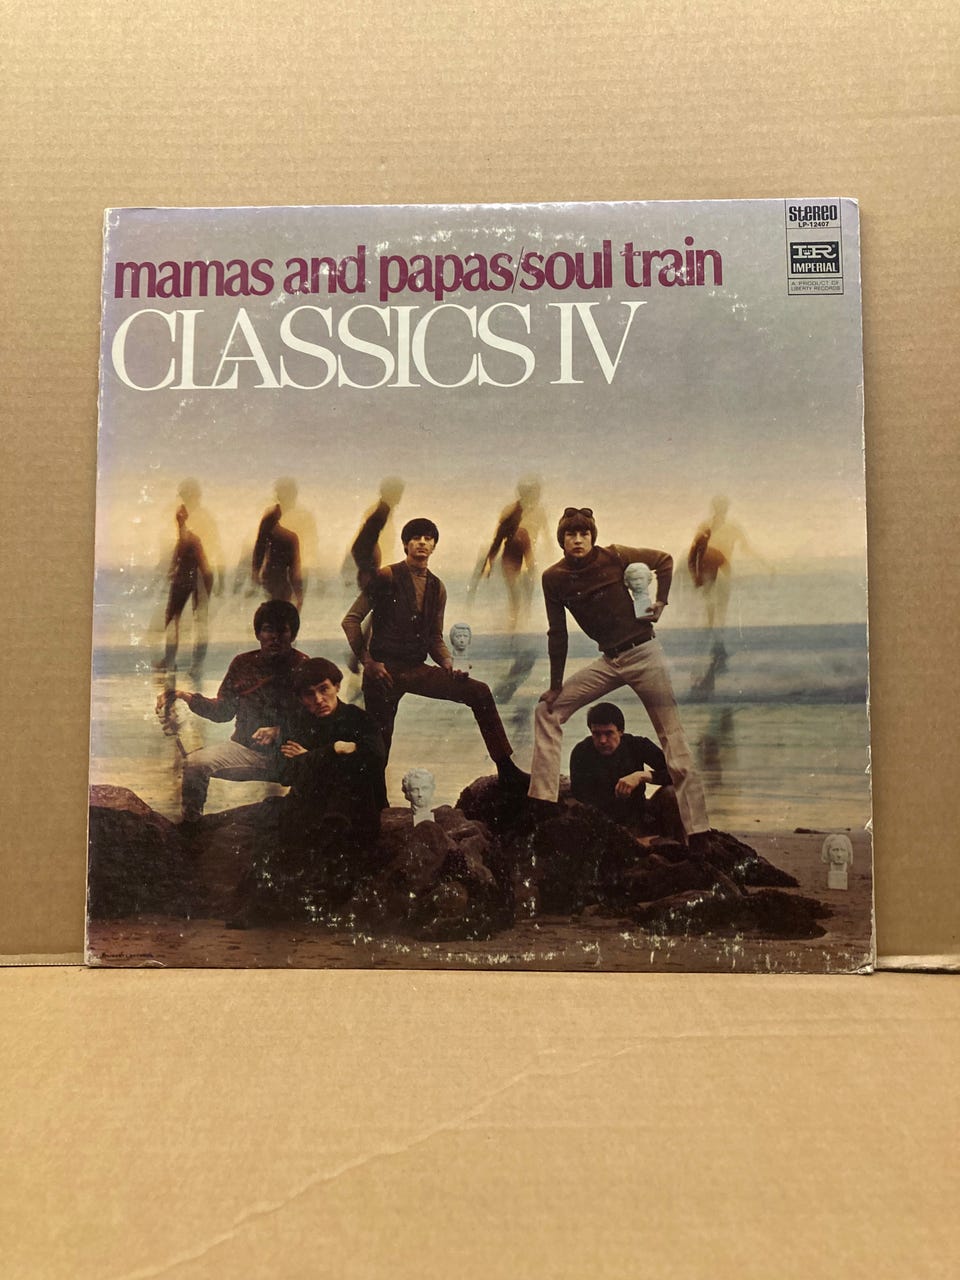 mamas and papas/soul train
CLASSICS IV
STEREO
LP-12407
IR
IMPERIAL
A PRODUCT OF
LIBERTY RECORDS